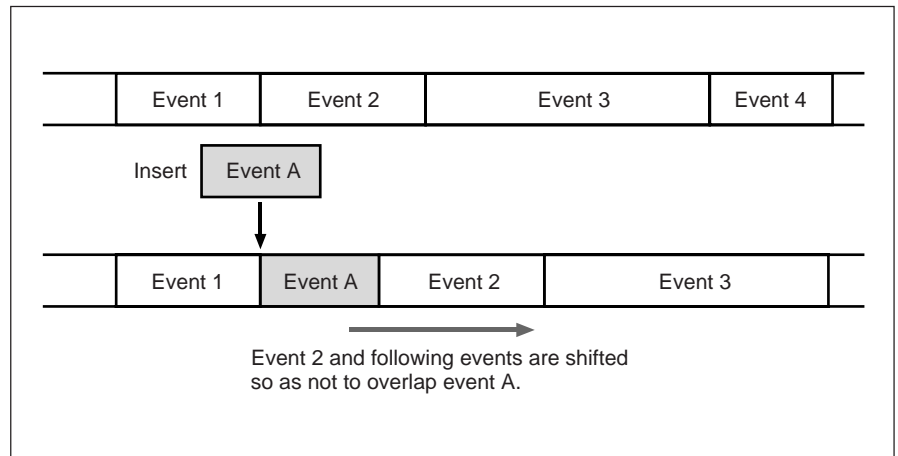 Event 1 Event 2 Event 3 Event 4
Insert Event A
Event 1 Event A Event 2 Event 3
Event 2 and following events are shifted
so as not to overlap event A.